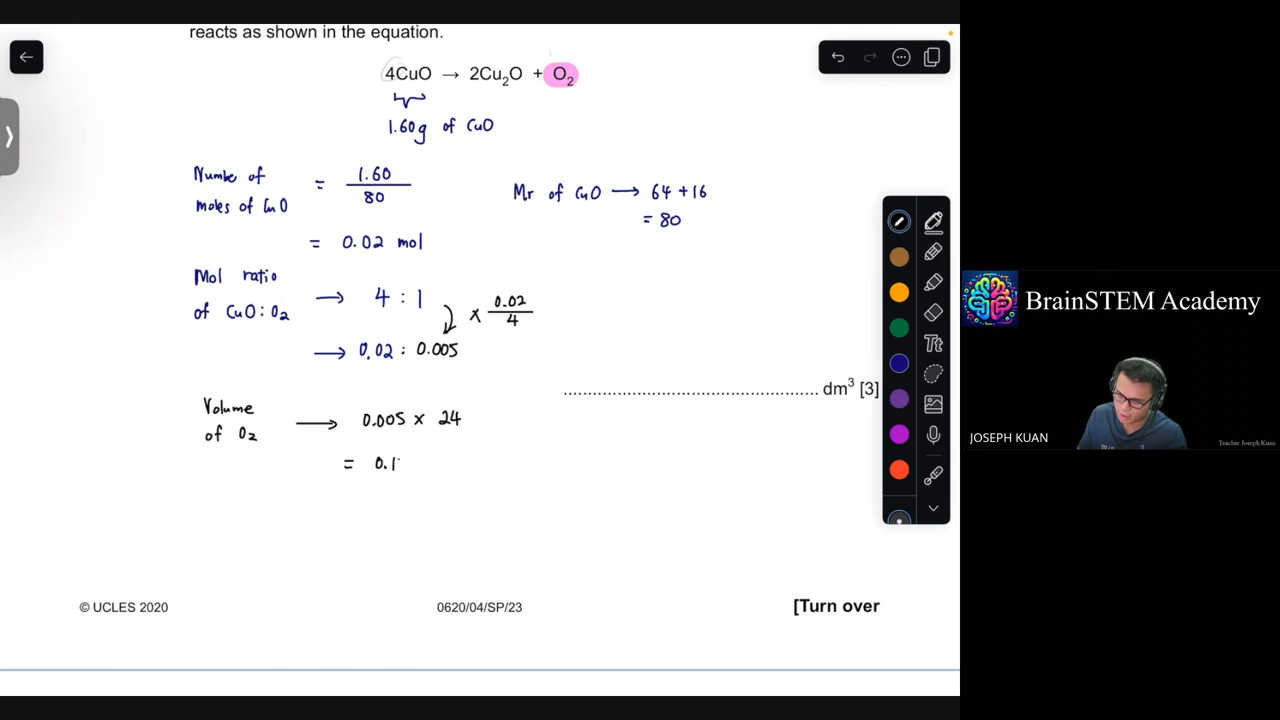 reacts as shown in the equation.
4CuO → 2Cu₂O + O₂
1.60g of CuO
Number of moles of CuO = 1.60/80
Mr of CuO → 64 + 16
= 80
= 0.02 mol
Mol ratio of CuO : O₂ → 4 : 1
× 0.02/4
→ 0.02 : 0.005
.................................................. dm³ [3]
Volume of O₂ → 0.005 × 24
= 0.1
© UCLES 2020
0620/04/SP/23
[Turn over
Tt
BrainSTEM Academy
JOSEPH KUAN
Teacher Joseph Kuan